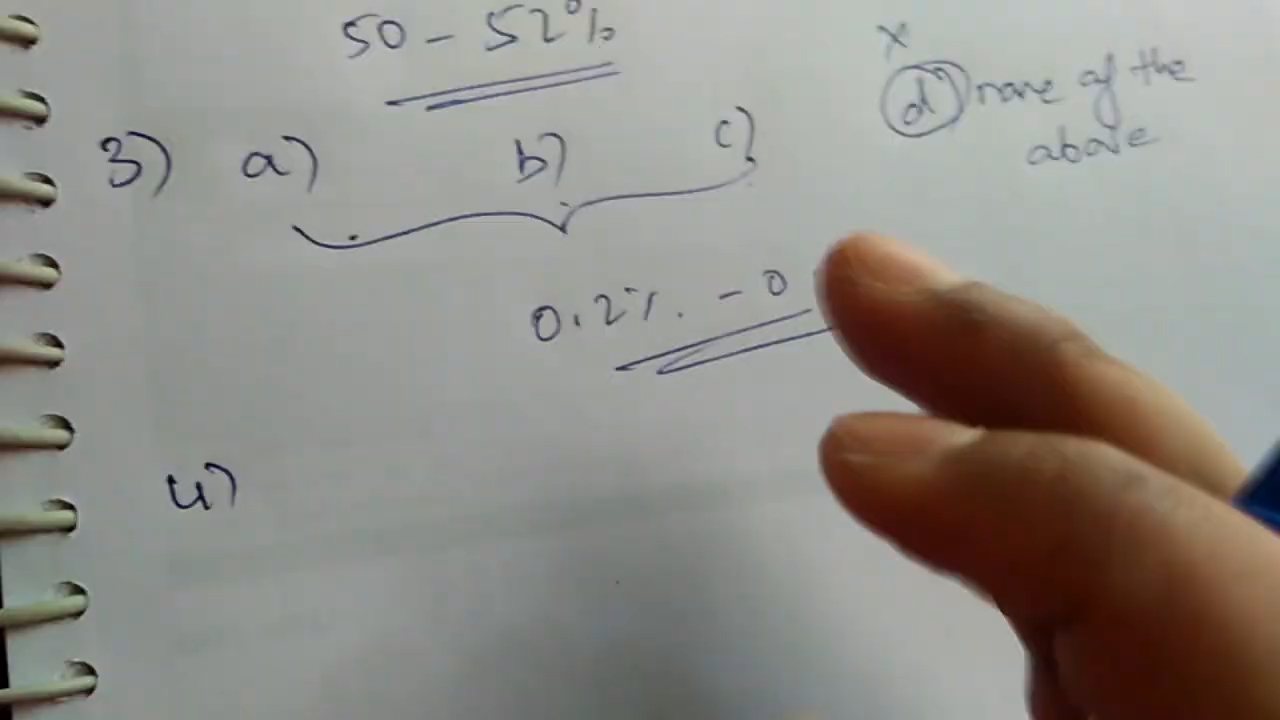 50 - 52%
x
d) none of the
above
3) a) b) c)
0.2%. - 0
4)